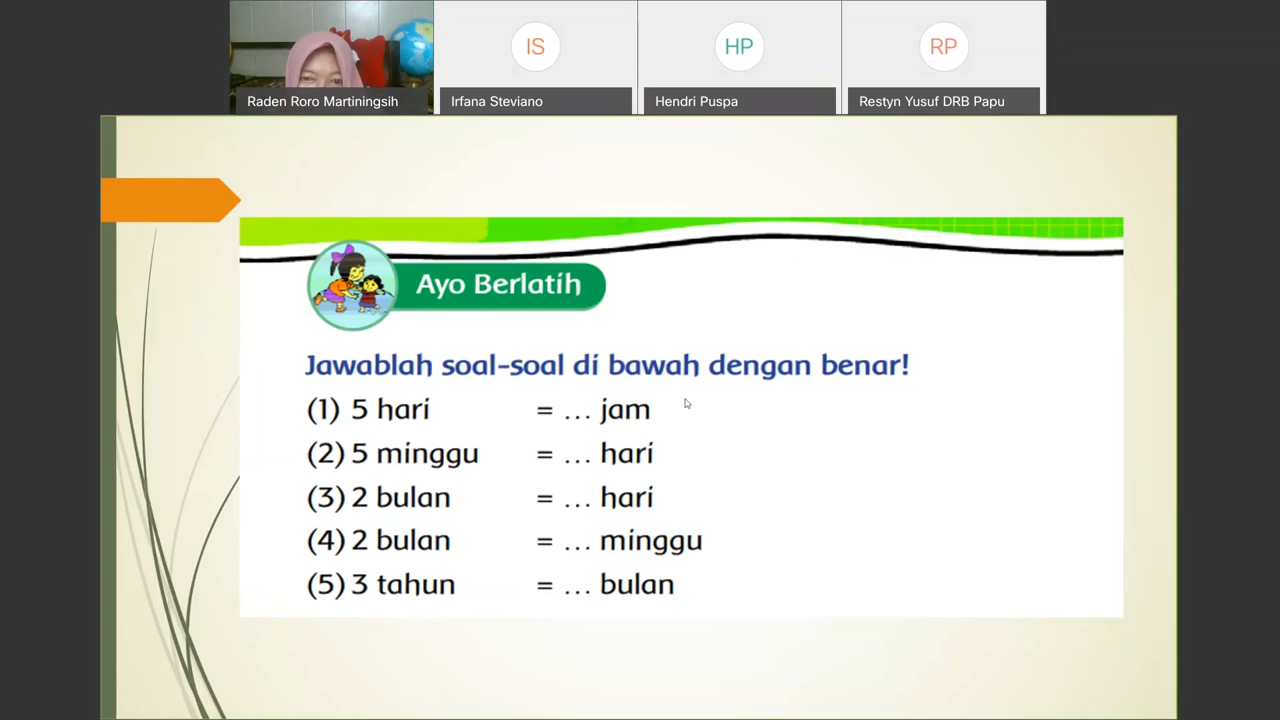 IS
HP
RP
Raden Roro Martiningsih
Irfana Steviano
Hendri Puspa
Restyn Yusuf DRB Papu
Ayo Berlatih
Jawablah soal-soal di bawah dengan benar!
(1) 5 hari = ... jam
(2) 5 minggu = ... hari
(3) 2 bulan = ... hari
(4) 2 bulan = ... minggu
(5) 3 tahun = ... bulan